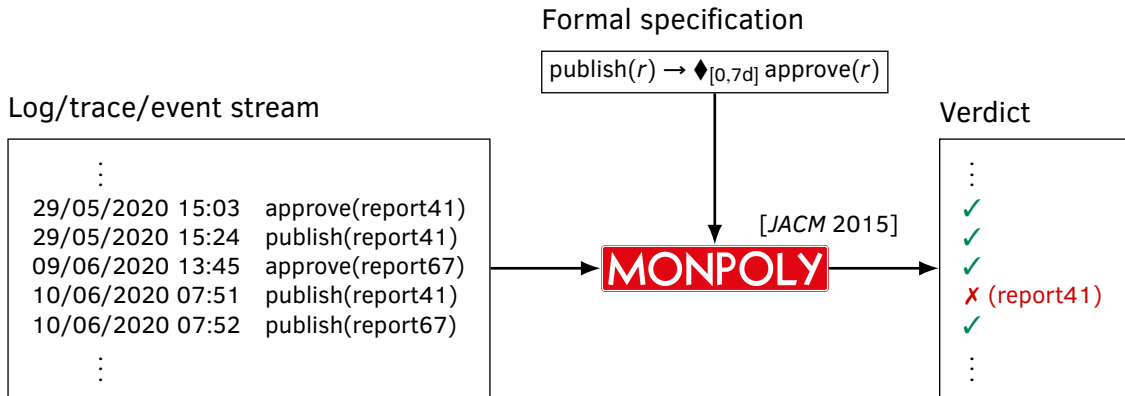 Formal specification
publish(r) → ♦[0,7d] approve(r)
Log/trace/event stream
Verdict
⋮
29/05/2020 15:03 approve(report41)
29/05/2020 15:24 publish(report41)
09/06/2020 13:45 approve(report67)
10/06/2020 07:51 publish(report41)
10/06/2020 07:52 publish(report67)
⋮
[JACM 2015]
MONPOLY
⋮
✓
✓
✓
✗ (report41)
✓
⋮